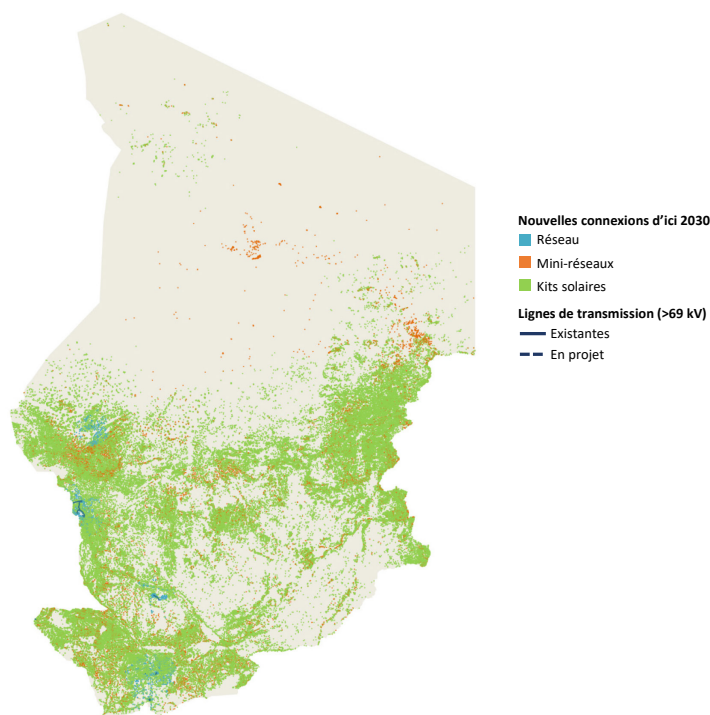 Nouvelles connexions d’ici 2030
Réseau
Mini-réseaux
Kits solaires
Lignes de transmission (>69 kV)
Existantes
En projet